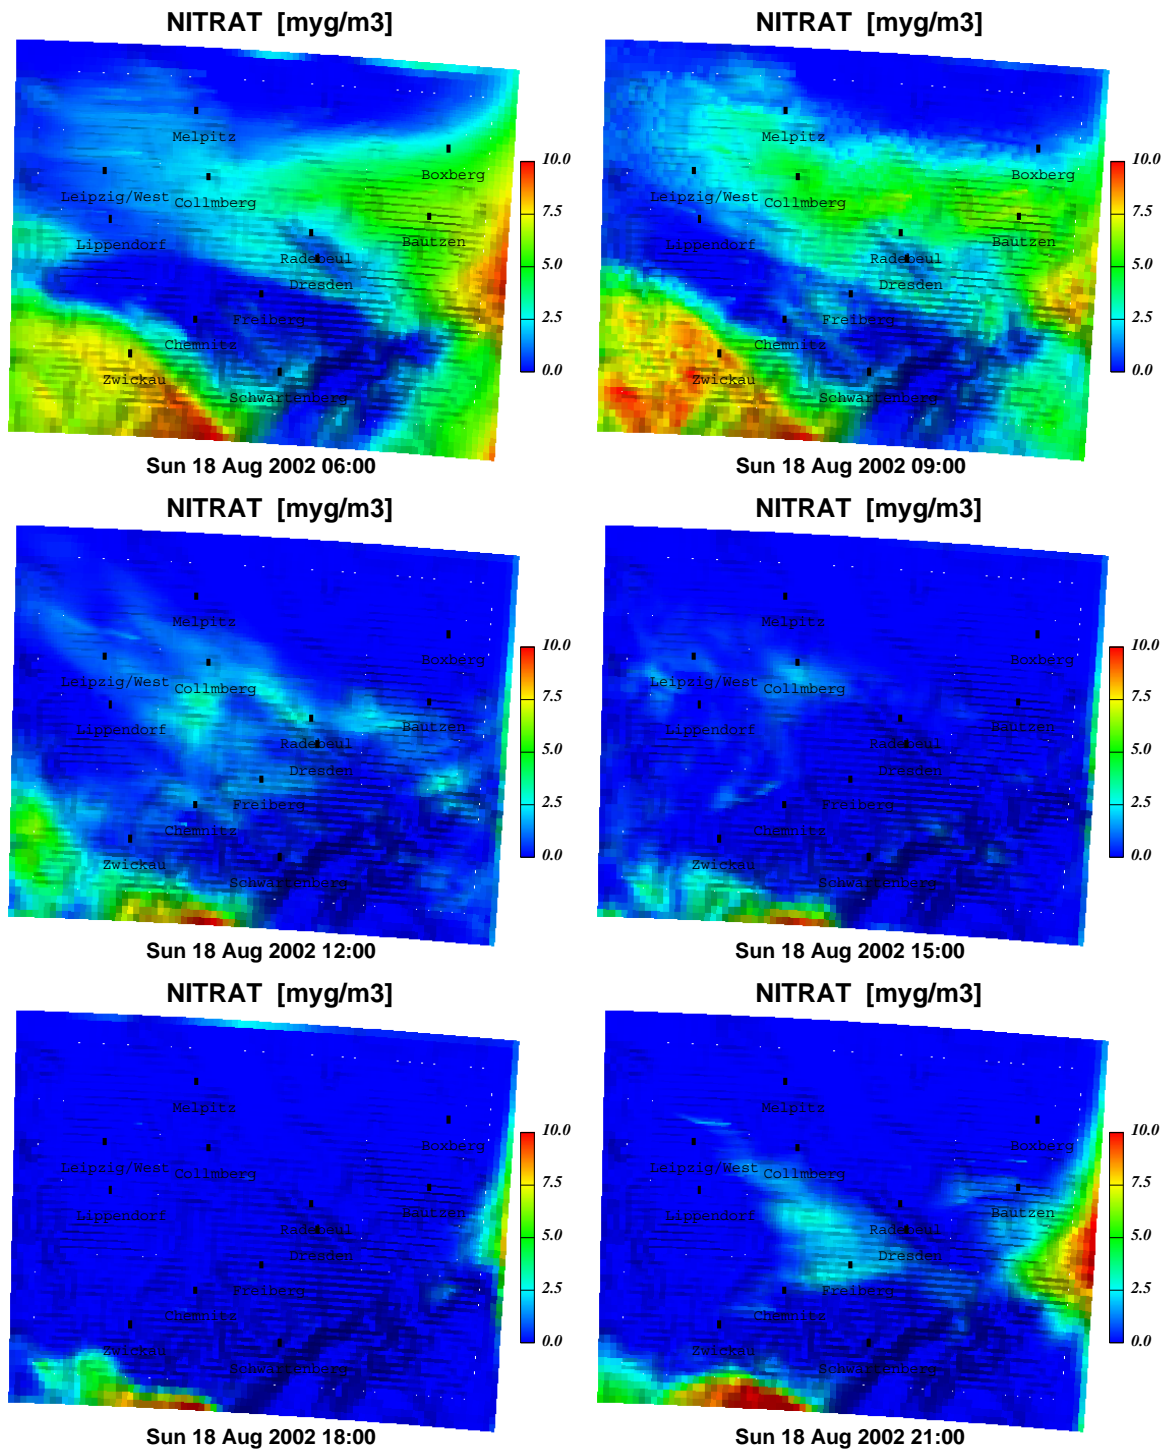 NITRAT [myg/m3]
Melpitz
Boxberg
Leipzig/West
Collmberg
Lippendorf
Bautzen
Radebeul
Dresden
Freiberg
Chemnitz
Zwickau
Schwartenberg
10.0
7.5
5.0
2.5
0.0
Sun 18 Aug 2002 06:00
NITRAT [myg/m3]
Melpitz
Boxberg
Leipzig/West
Collmberg
Lippendorf
Bautzen
Radebeul
Dresden
Freiberg
Chemnitz
Zwickau
Schwartenberg
10.0
7.5
5.0
2.5
0.0
Sun 18 Aug 2002 09:00
NITRAT [myg/m3]
Melpitz
Boxberg
Leipzig/West
Collmberg
Lippendorf
Bautzen
Radebeul
Dresden
Freiberg
Chemnitz
Zwickau
Schwartenberg
10.0
7.5
5.0
2.5
0.0
Sun 18 Aug 2002 12:00
NITRAT [myg/m3]
Melpitz
Boxberg
Leipzig/West
Collmberg
Lippendorf
Bautzen
Radebeul
Dresden
Freiberg
Chemnitz
Zwickau
Schwartenberg
10.0
7.5
5.0
2.5
0.0
Sun 18 Aug 2002 15:00
NITRAT [myg/m3]
Melpitz
Boxberg
Leipzig/West
Collmberg
Lippendorf
Bautzen
Radebeul
Dresden
Freiberg
Chemnitz
Zwickau
Schwartenberg
10.0
7.5
5.0
2.5
0.0
Sun 18 Aug 2002 18:00
NITRAT [myg/m3]
Melpitz
Boxberg
Leipzig/West
Collmberg
Lippendorf
Bautzen
Radebeul
Dresden
Freiberg
Chemnitz
Zwickau
Schwartenberg
10.0
7.5
5.0
2.5
0.0
Sun 18 Aug 2002 21:00